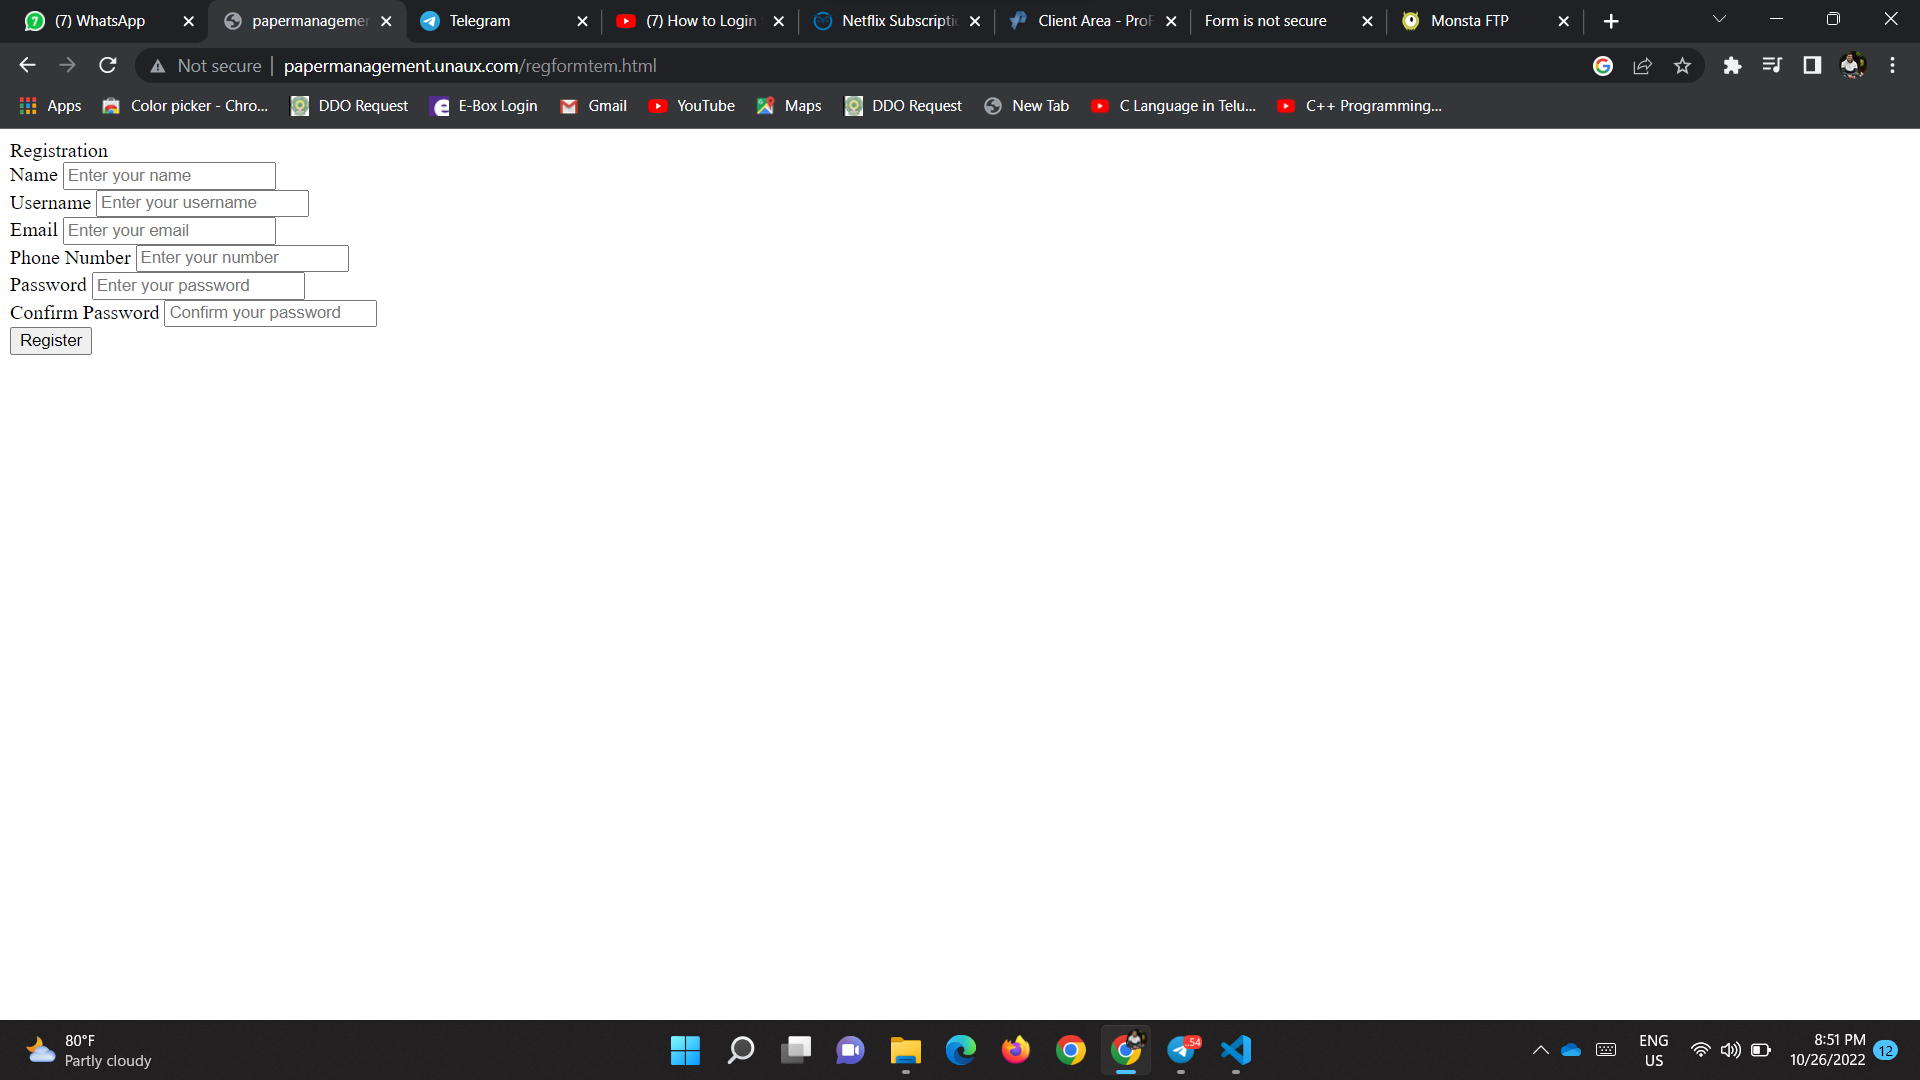 (7) WhatsApp
papermanagemen
Telegram
(7) How to Login
Netflix Subscripti
Client Area - ProF
Form is not secure
Monsta FTP
Not secure
papermanagement.unaux.com/regformtem.html
Apps
Color picker - Chro...
DDO Request
E-Box Login
Gmail
YouTube
Maps
DDO Request
New Tab
C Language in Telu...
C++ Programming...
Registration
Name Enter your name
Username Enter your username
Email Enter your email
Phone Number Enter your number
Password Enter your password
Confirm Password Confirm your password
Register
80°F
Partly cloudy
54
ENG
US
8:51 PM
10/26/2022
12